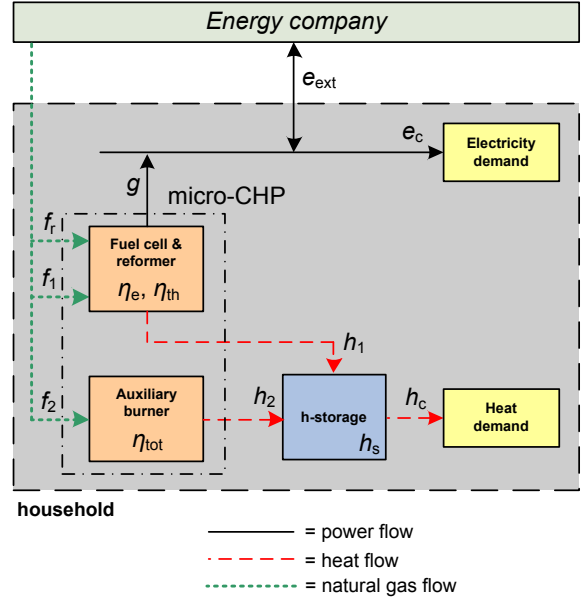 Energy company
e_ext
e_c
Electricity
demand
g
micro-CHP
f_r
Fuel cell &
reformer
η_e, η_th
f_1
h_1
f_2
Auxiliary
burner
η_tot
h_2
h-storage
h_s
h_c
Heat
demand
household
= power flow
= heat flow
= natural gas flow